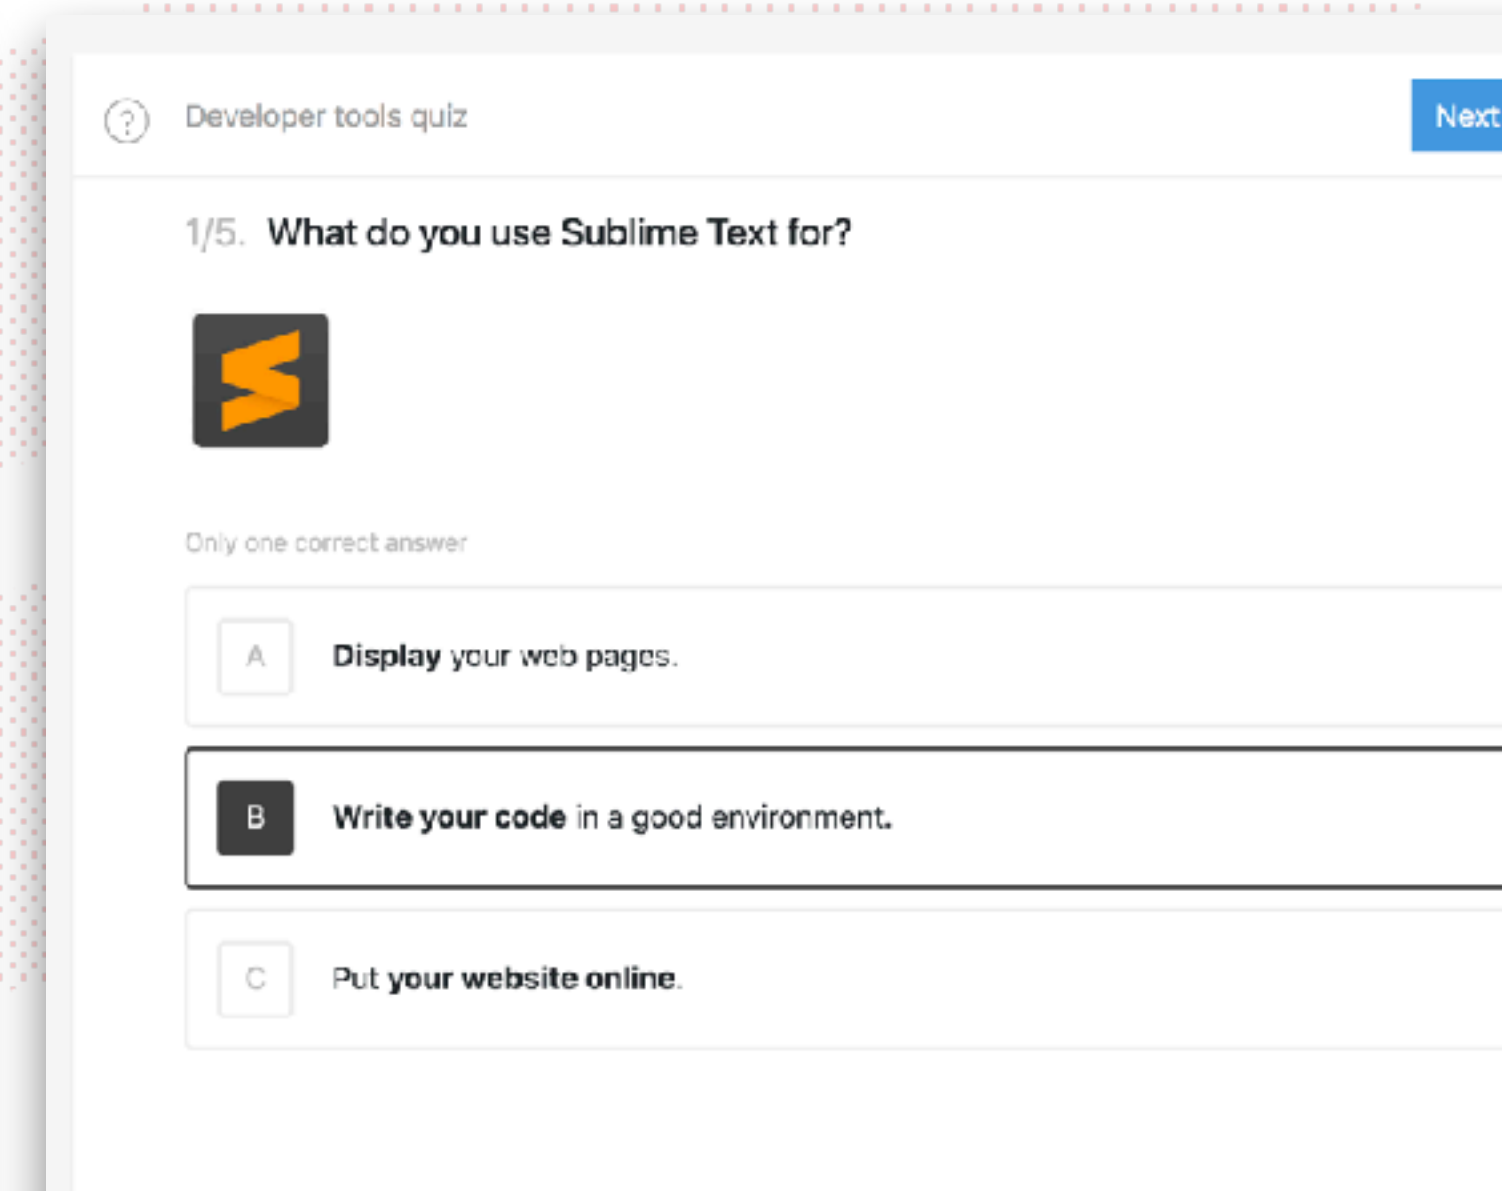 Developer tools quiz
Next
1/5. What do you use Sublime Text for?
Only one correct answer
A Display your web pages.
B Write your code in a good environment.
C Put your website online.